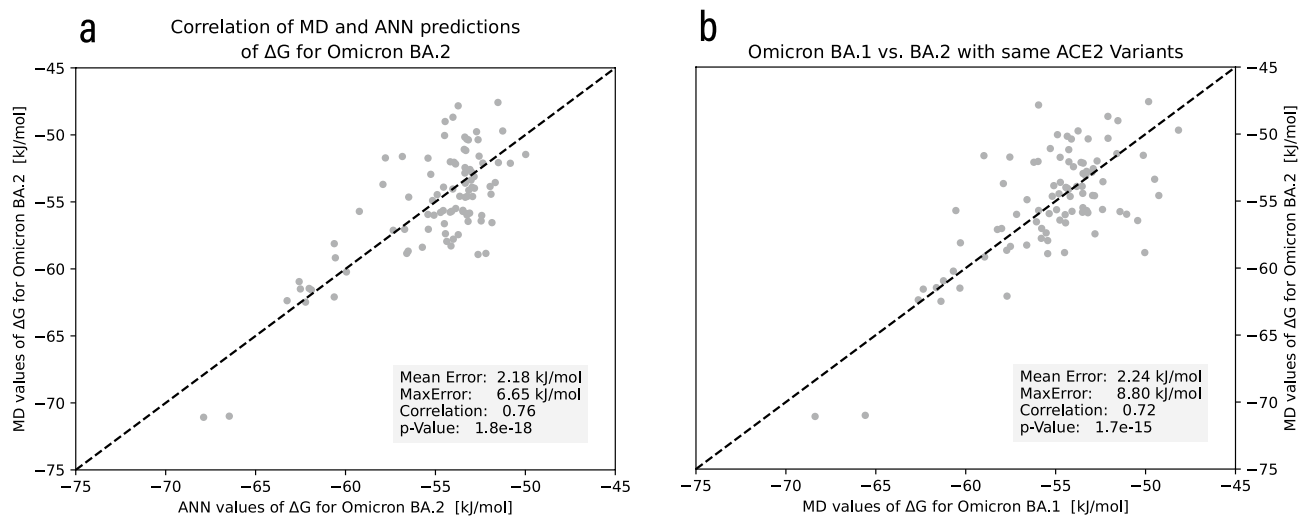 a
Correlation of MD and ANN predictions
of ΔG for Omicron BA.2
−45
−50
−55
−60
−65
−70
−75
MD values of ΔG for Omicron BA.2 [kJ/mol]
Mean Error: 2.18 kJ/mol
MaxError: 6.65 kJ/mol
Correlation: 0.76
p-Value: 1.8e-18
−75 −70 −65 −60 −55 −50 −45
ANN values of ΔG for Omicron BA.2 [kJ/mol]
b
Omicron BA.1 vs. BA.2 with same ACE2 Variants
Mean Error: 2.24 kJ/mol
MaxError: 8.80 kJ/mol
Correlation: 0.72
p-Value: 1.7e-15
−45
−50
−55
−60
−65
−70
−75
MD values of ΔG for Omicron BA.2 [kJ/mol]
−75 −70 −65 −60 −55 −50 −45
MD values of ΔG for Omicron BA.1 [kJ/mol]